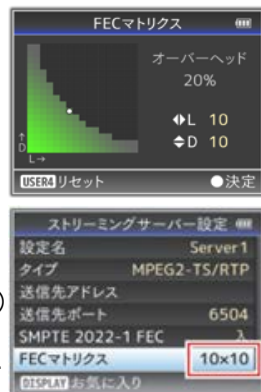 FECマトリクス
オーバーヘッド
20%
L 10
D 10
D
L→
USER4 リセット
●決定
ストリーミングサーバー設定
設定名 Server1
タイプ MPEG2-TS/RTP
送信先アドレス
送信先ポート 6504
SMPTE 2022-1 FEC 入
FECマトリクス 10×10
DISPLAY お気に入り
)